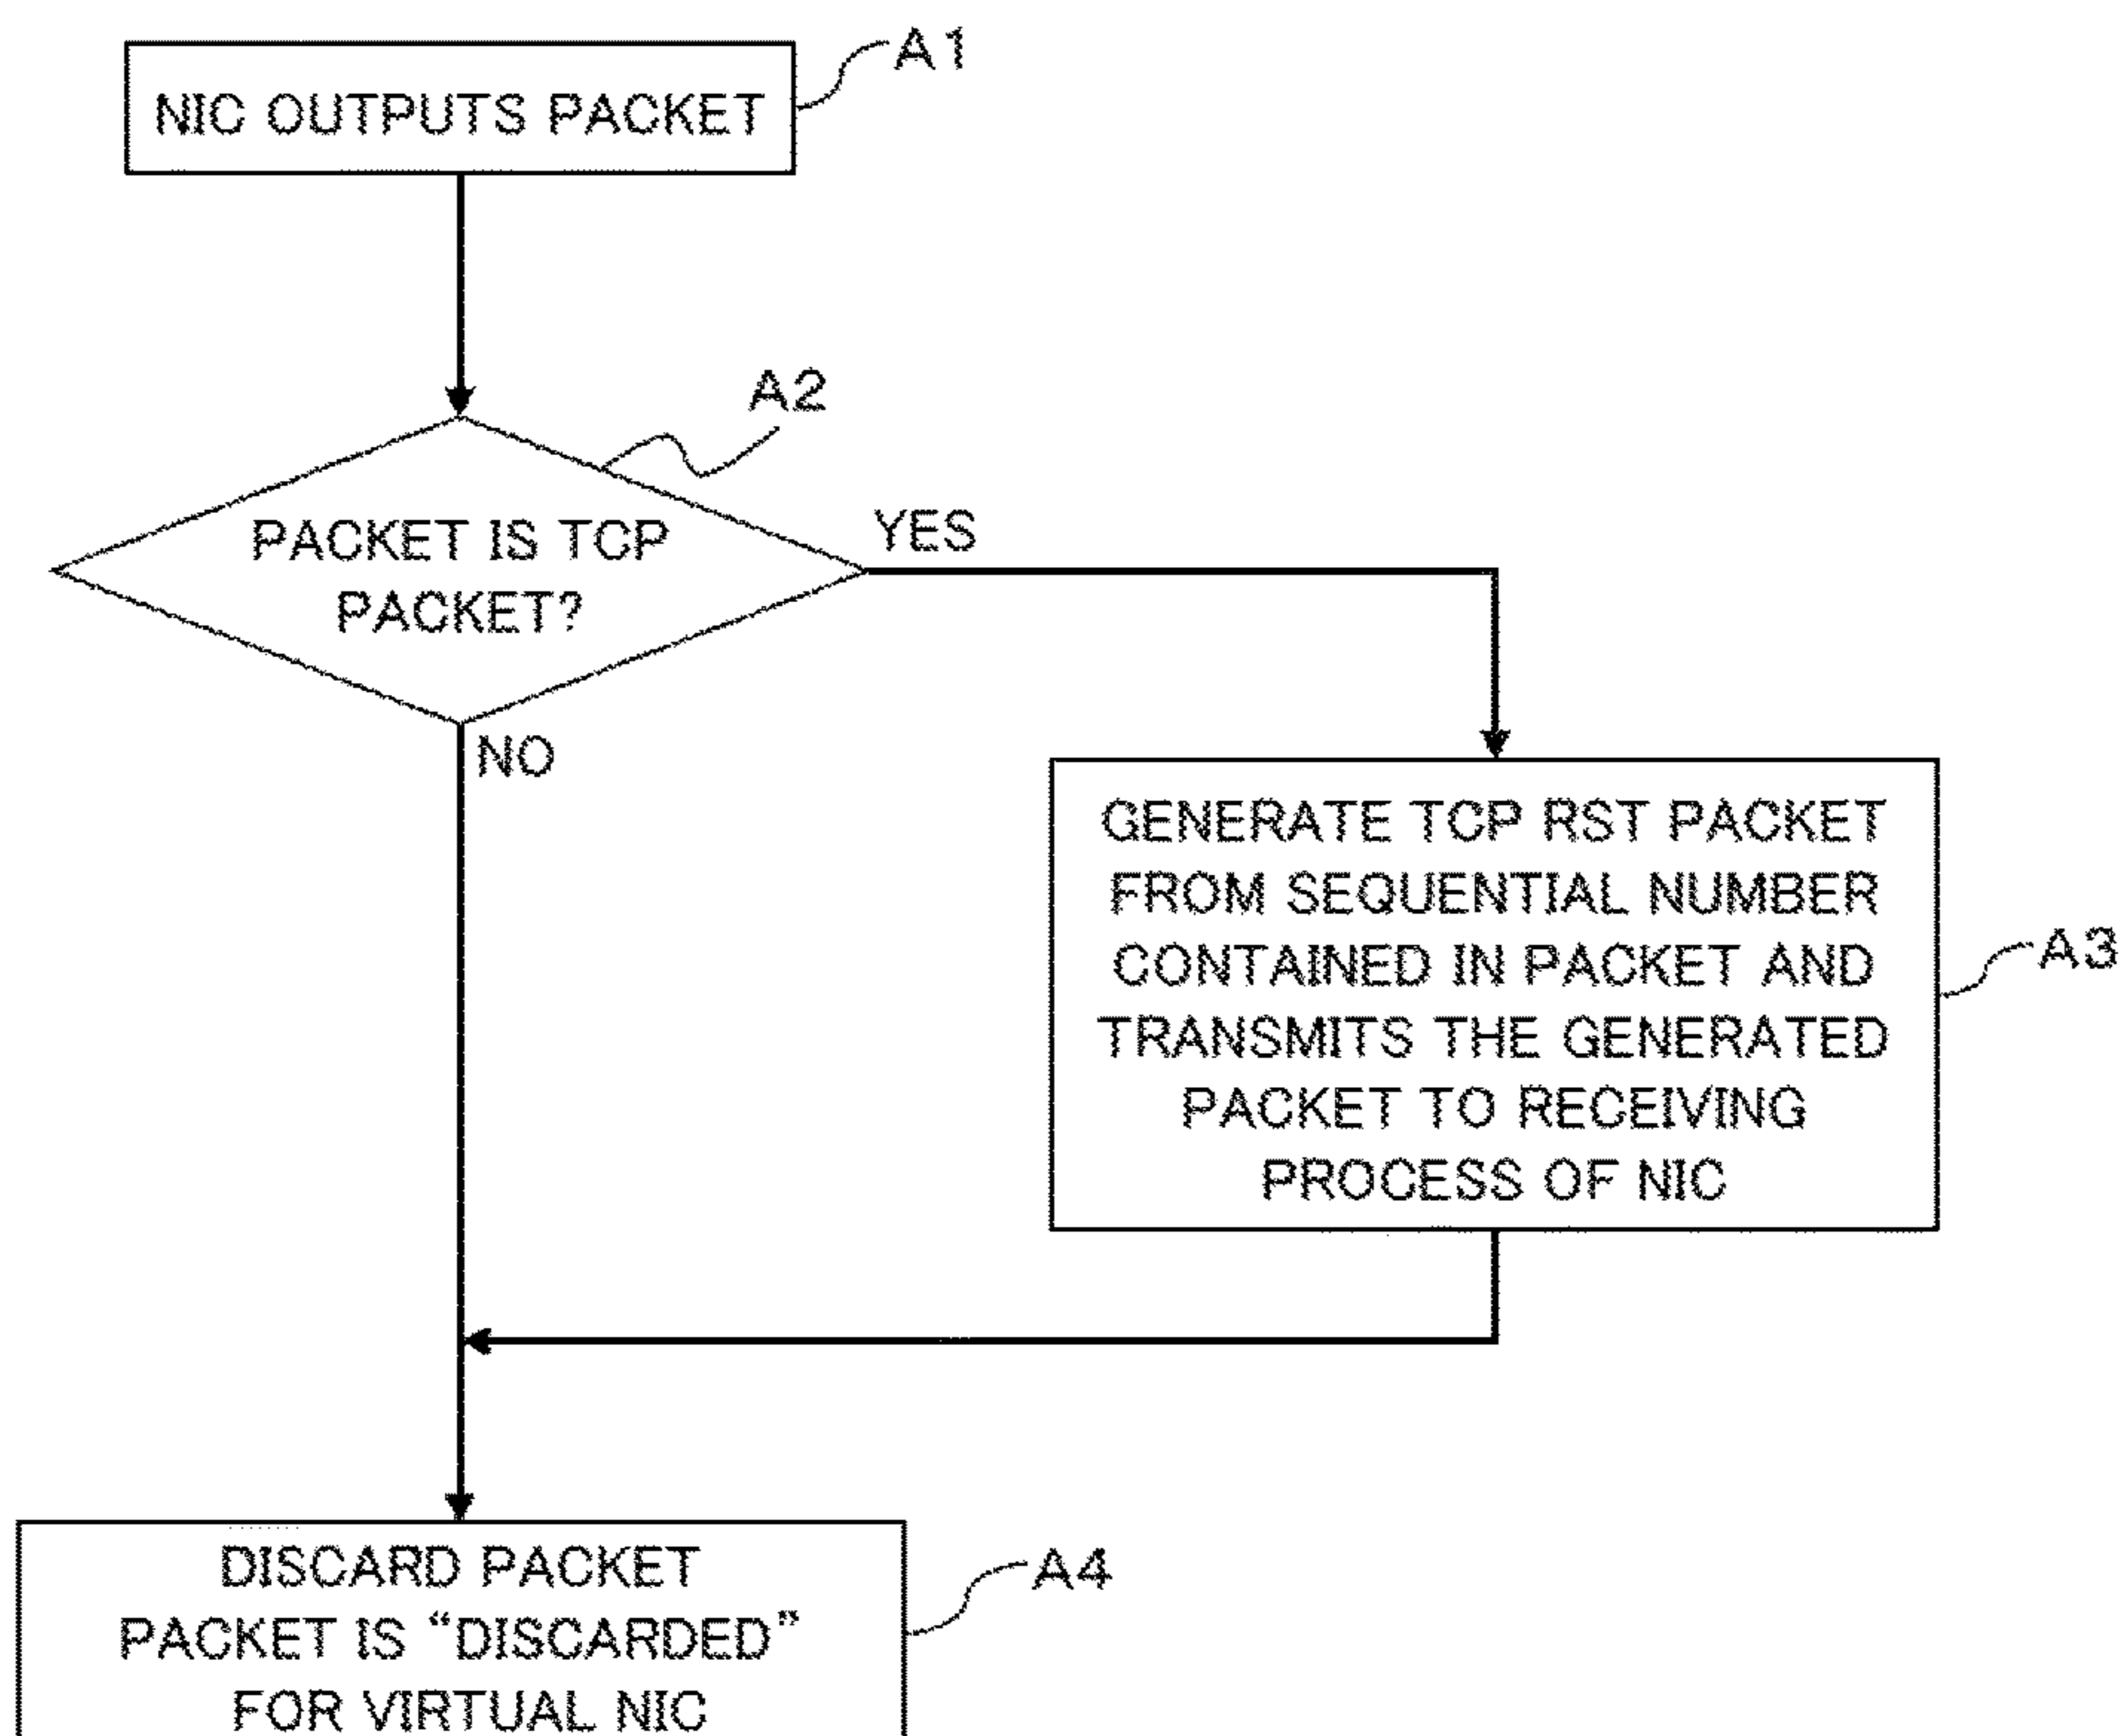 A1
NIC OUTPUTS PACKET
A2
PACKET IS TCP
PACKET?
YES
NO
GENERATE TCP RST PACKET
FROM SEQUENTIAL NUMBER
CONTAINED IN PACKET AND
TRANSMITS THE GENERATED
PACKET TO RECEIVING
PROCESS OF NIC
A3
DISCARD PACKET
PACKET IS “DISCARDED”
FOR VIRTUAL NIC
A4